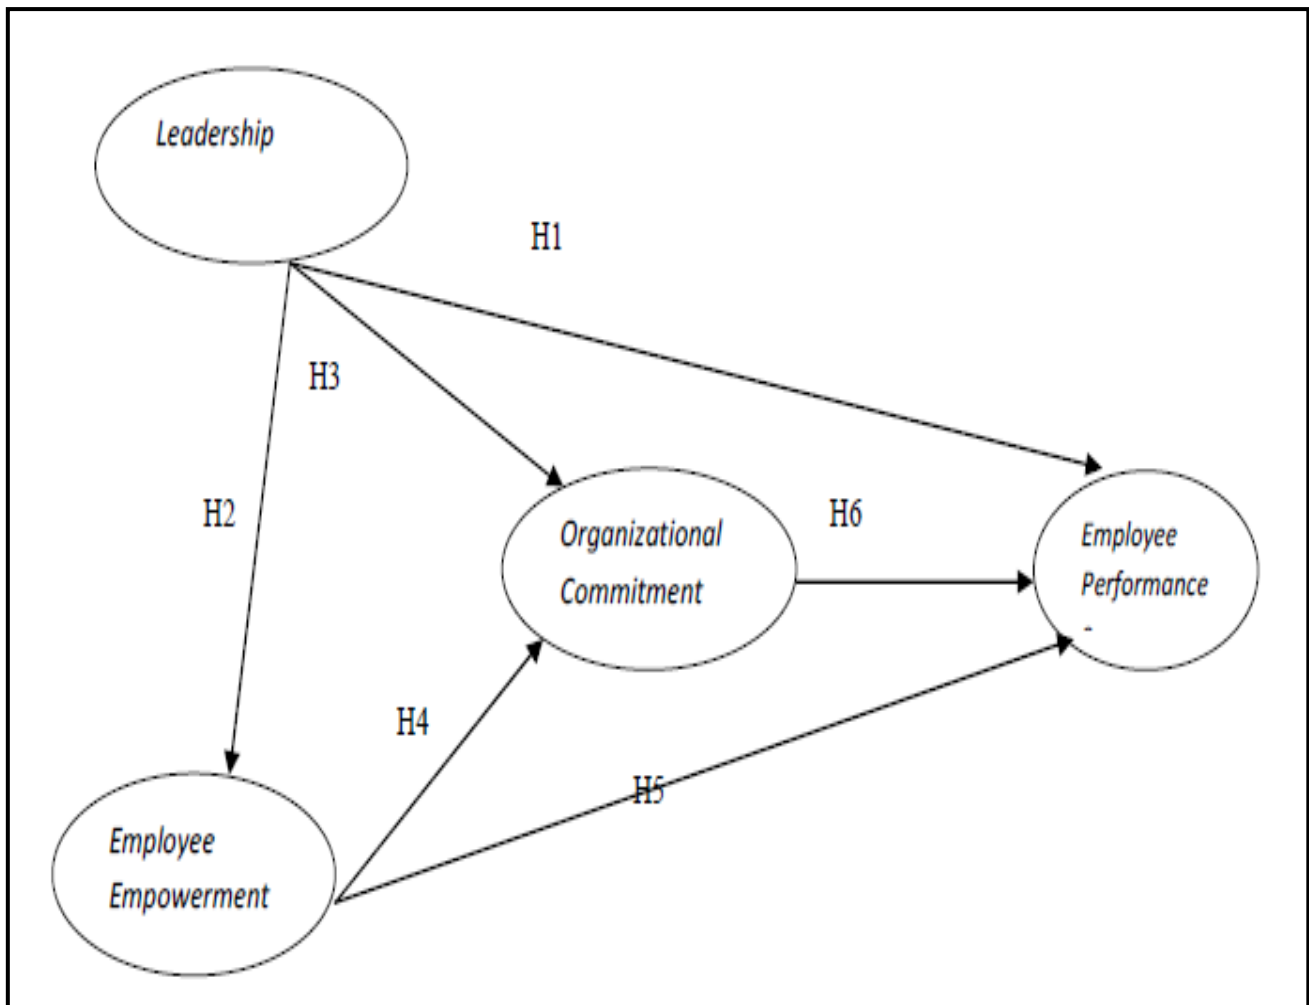 Leadership
H1
H3
H2
Organizational
Commitment
H6
Employee
Performance
-
H4
H5
Employee
Empowerment